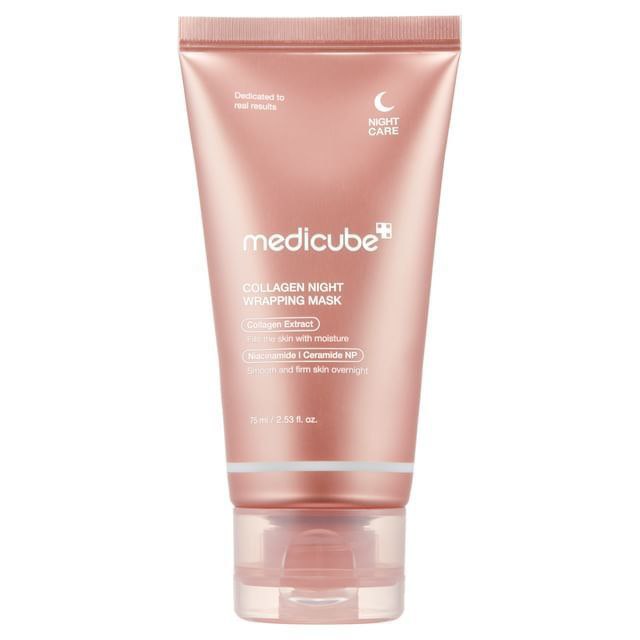 Dedicated to
real results
NIGHT
CARE
medicube
COLLAGEN NIGHT
WRAPPING MASK
Collagen Extract
Fills the skin with moisture
Niacinamide | Ceramide NP
Smooth and firm skin overnight
75 ml / 2.53 fl. oz.